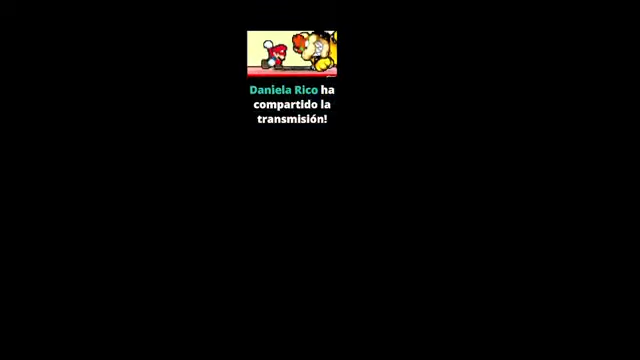 Daniela Rico ha
compartido la
transmisión!